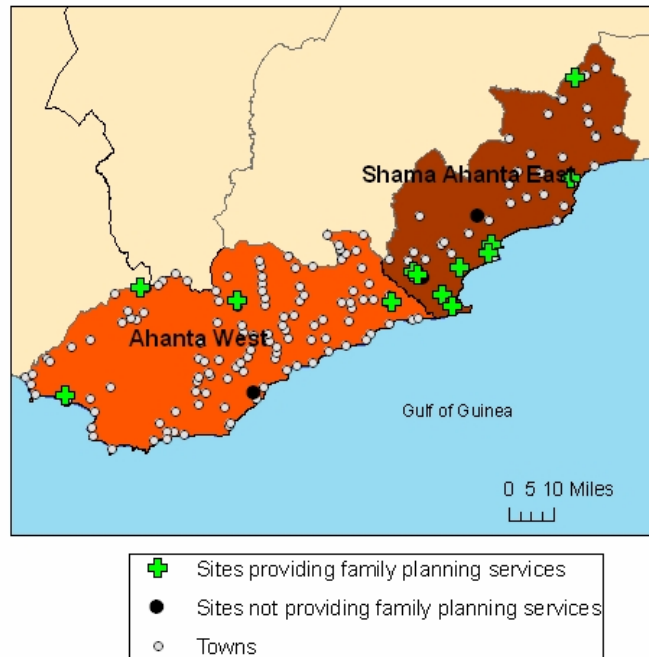 Shama Ahanta East
Ahanta West
Gulf of Guinea
0 5 10 Miles
Sites providing family planning services
Sites not providing family planning services
Towns